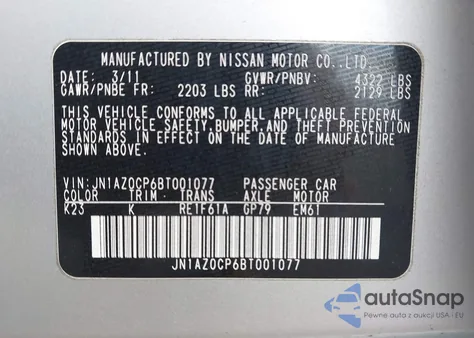 MANUFACTURED BY NISSAN MOTOR CO.,LTD.
DATE: 3/11 GVWR/PNBV: 4322 LBS
GAWR/PNBE FR: 2203 LBS RR: 2129 LBS
THIS VEHICLE CONFORMS TO ALL APPLICABLE FEDERAL
MOTOR VEHICLE SAFETY,BUMPER,AND THEFT PREVENTION
STANDARDS IN EFFECT ON THE DATE OF MANUFACTURE
SHOWN ABOVE.
VIN: JN1AZ0CP6BT001077 PASSENGER CAR
COLOR TRIM TRANS AXLE MOTOR
K23 K RE1F61A GP79 EM61
JN1AZ0CP6BT001077
autaSnap
Pewne auta z aukcji USA i EU